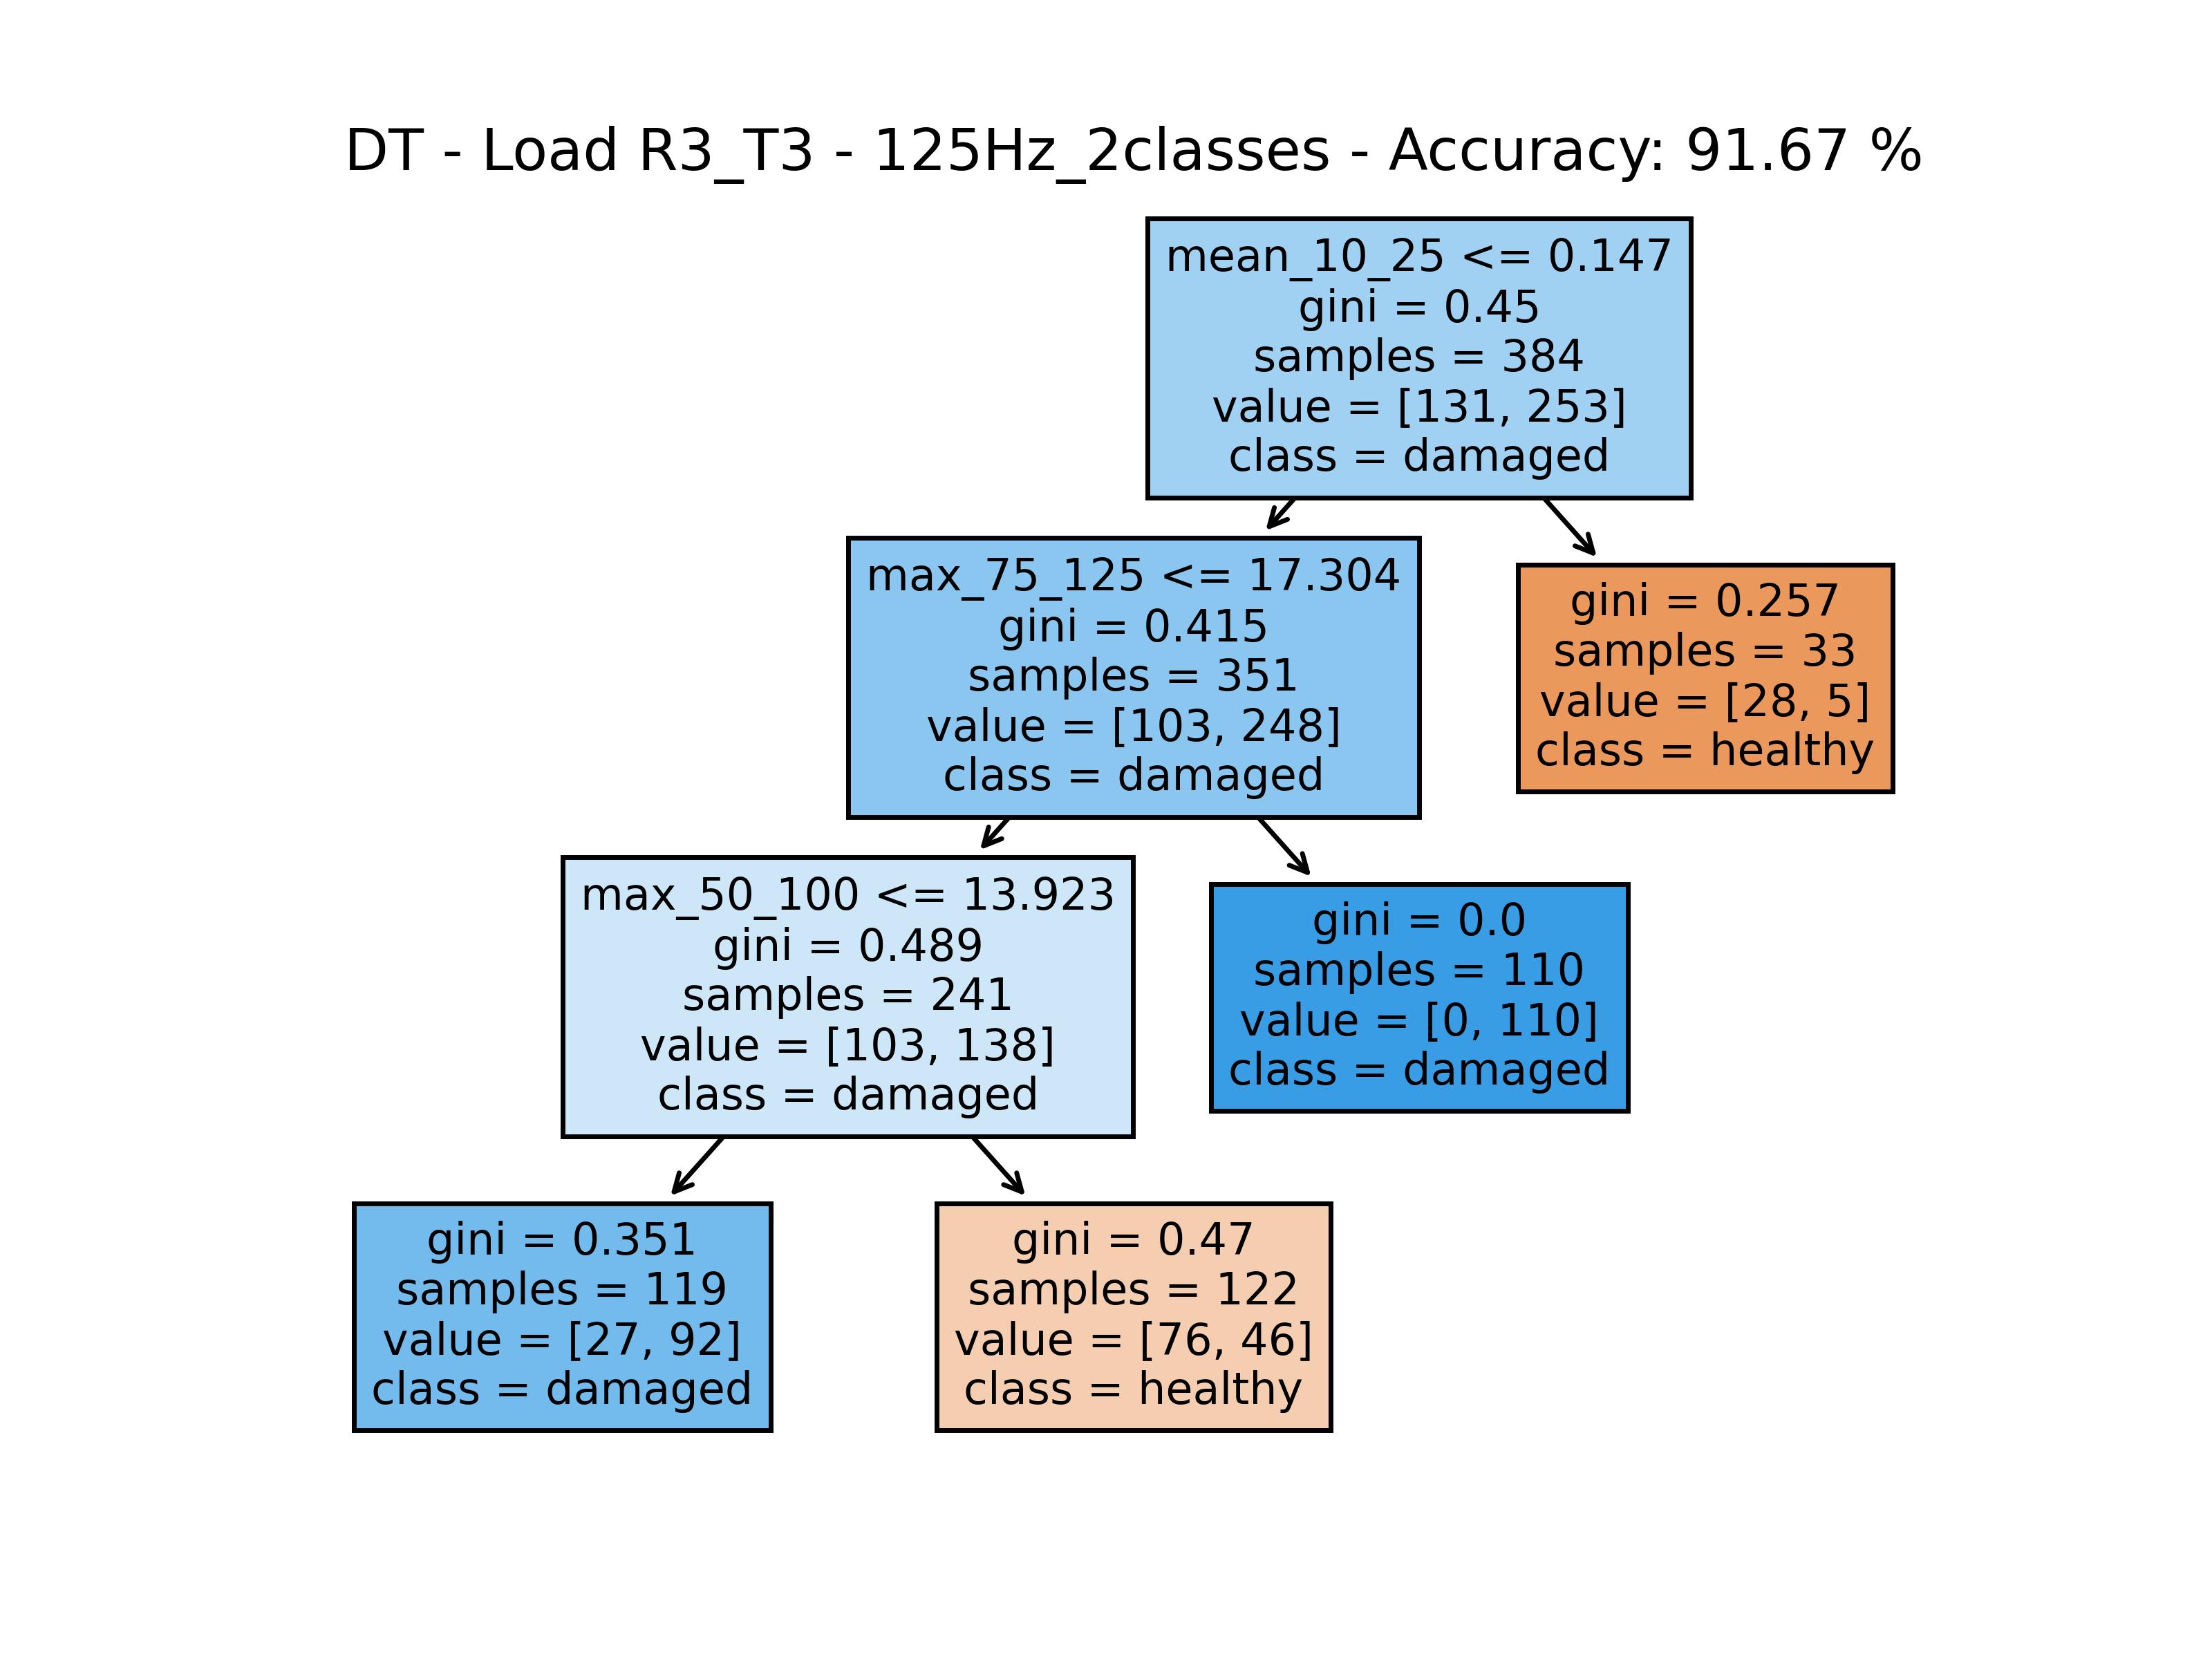 DT - Load R3_T3 - 125Hz_2classes - Accuracy: 91.67 %
mean_10_25 <= 0.147
gini = 0.45
samples = 384
value = [131, 253]
class = damaged
max_75_125 <= 17.304
gini = 0.415
samples = 351
value = [103, 248]
class = damaged
gini = 0.257
samples = 33
value = [28, 5]
class = healthy
max_50_100 <= 13.923
gini = 0.489
samples = 241
value = [103, 138]
class = damaged
gini = 0.0
samples = 110
value = [0, 110]
class = damaged
gini = 0.351
samples = 119
value = [27, 92]
class = damaged
gini = 0.47
samples = 122
value = [76, 46]
class = healthy